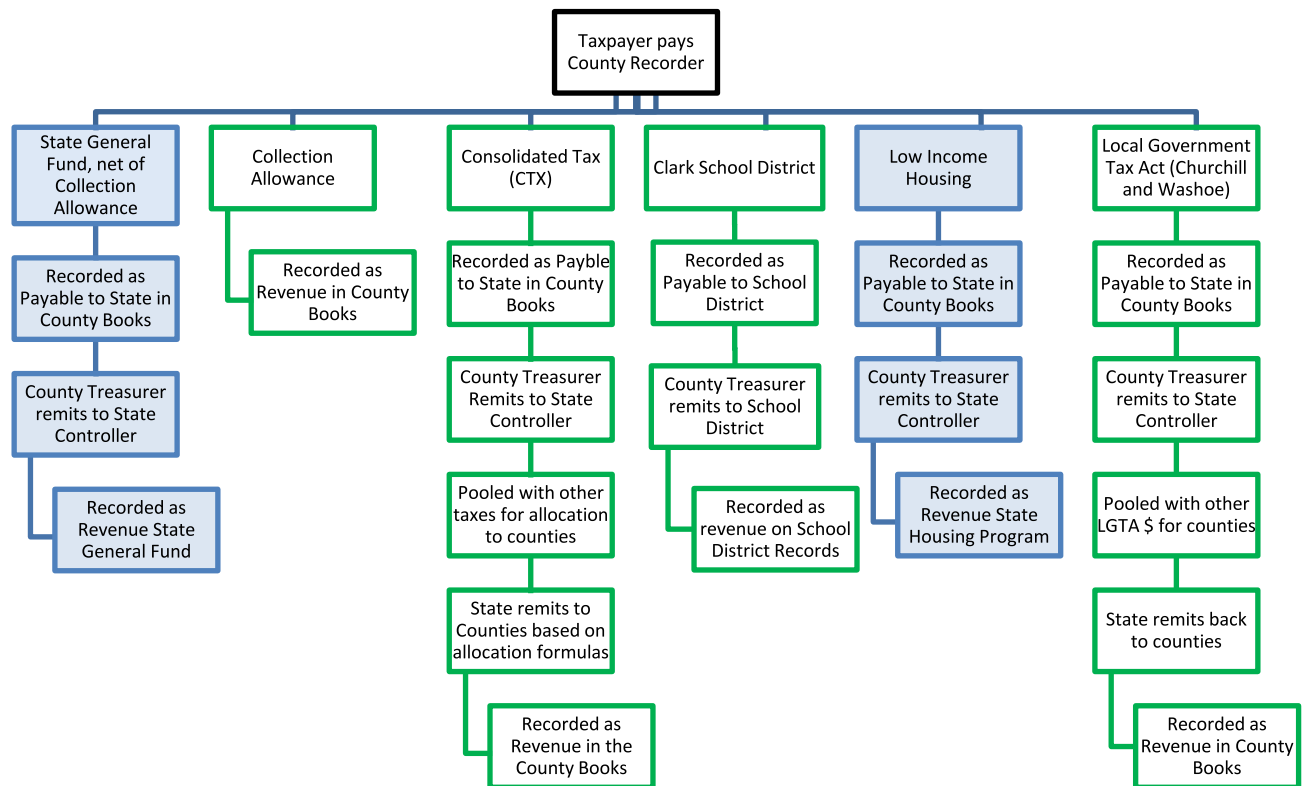 Taxpayer pays
County Recorder
State General
Fund, net of
Collection
Allowance
Recorded as
Payable to State in
County Books
County Treasurer
remits to State
Controller
Recorded as
Revenue State
General Fund
Collection
Allowance
Recorded as
Revenue in County
Books
Consolidated Tax
(CTX)
Recorded as Payble
to State in County
Books
County Treasurer
Remits to State
Controller
Pooled with other
taxes for allocation
to counties
State remits to
Counties based on
allocation formulas
Recorded as
Revenue in the
County Books
Clark School District
Recorded as
Payable to School
District
County Treasurer
remits to School
District
Recorded as
revenue on School
District Records
Low Income
Housing
Recorded as
Payable to State in
County Books
County Treasurer
remits to State
Controller
Recorded as
Revenue State
Housing Program
Local Government
Tax Act (Churchill
and Washoe)
Recorded as
Payable to State in
County Books
County Treasurer
remits to State
Controller
Pooled with other
LGTA $ for counties
State remits back
to counties
Recorded as
Revenue in County
Books